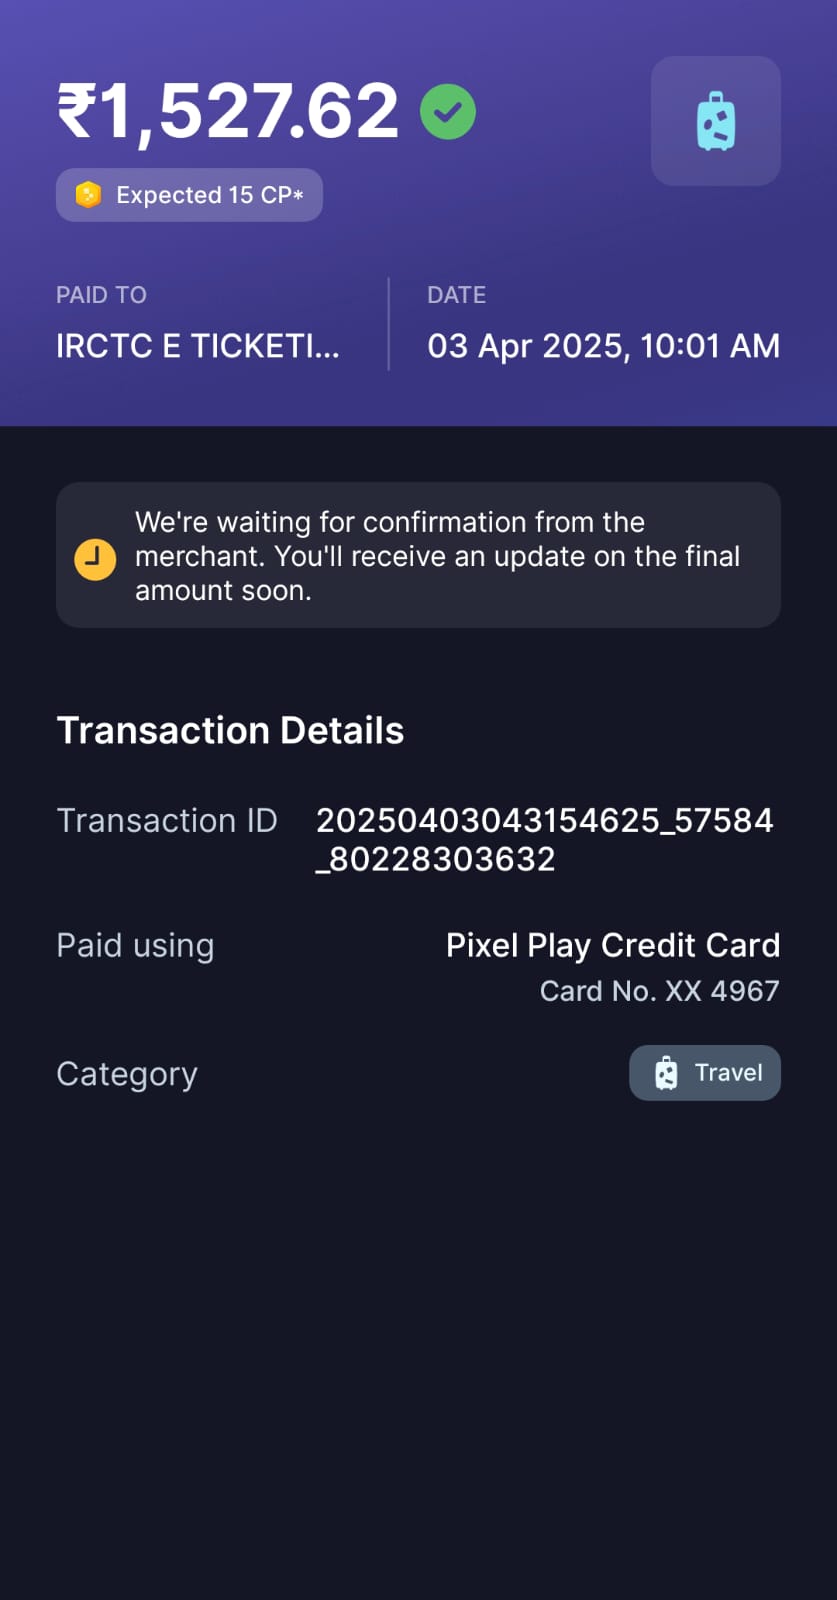 ₹1,527.62
Expected 15 CP*
PAID TO
IRCTC E TICKETI...
DATE
03 Apr 2025, 10:01 AM
We're waiting for confirmation from the
merchant. You'll receive an update on the final
amount soon.
Transaction Details
Transaction ID
20250403043154625_57584
_80228303632
Paid using
Pixel Play Credit Card
Card No. XX 4967
Category
Travel